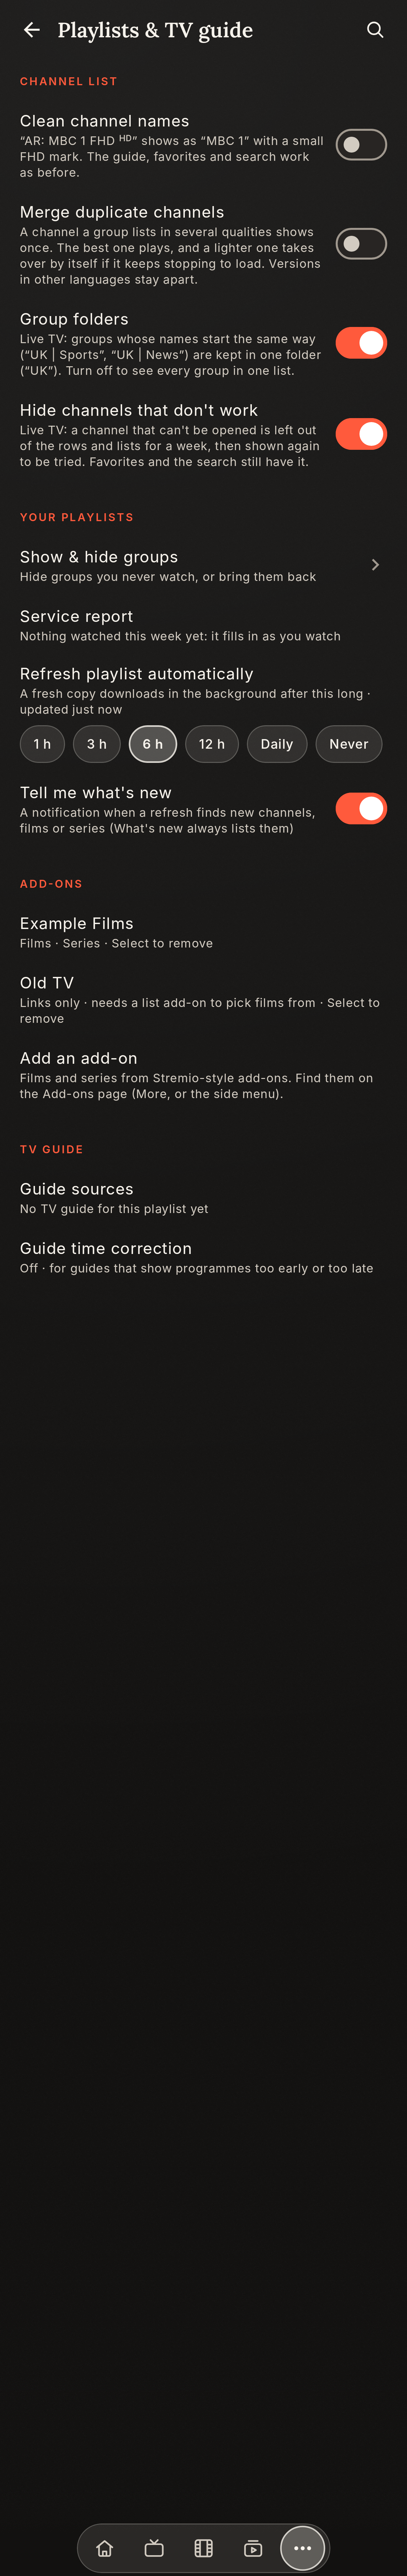 Playlists & TV guide
CHANNEL LIST
Clean channel names
“AR: MBC 1 FHD ᴴᴰ” shows as “MBC 1” with a small
FHD mark. The guide, favorites and search work
as before.
Merge duplicate channels
A channel a group lists in several qualities shows
once. The best one plays, and a lighter one takes
over by itself if it keeps stopping to load. Versions
in other languages stay apart.
Group folders
Live TV: groups whose names start the same way
(“UK | Sports”, “UK | News”) are kept in one folder
(“UK”). Turn off to see every group in one list.
Hide channels that don't work
Live TV: a channel that can't be opened is left out
of the rows and lists for a week, then shown again
to be tried. Favorites and the search still have it.
YOUR PLAYLISTS
Show & hide groups
Hide groups you never watch, or bring them back
Service report
Nothing watched this week yet: it fills in as you watch
Refresh playlist automatically
A fresh copy downloads in the background after this long ·
updated just now
1 h 3 h 6 h 12 h Daily Never
Tell me what's new
A notification when a refresh finds new channels,
films or series (What's new always lists them)
ADD-ONS
Example Films
Films · Series · Select to remove
Old TV
Links only · needs a list add-on to pick films from · Select to
remove
Add an add-on
Films and series from Stremio-style add-ons. Find them on
the Add-ons page (More, or the side menu).
TV GUIDE
Guide sources
No TV guide for this playlist yet
Guide time correction
Off · for guides that show programmes too early or too late